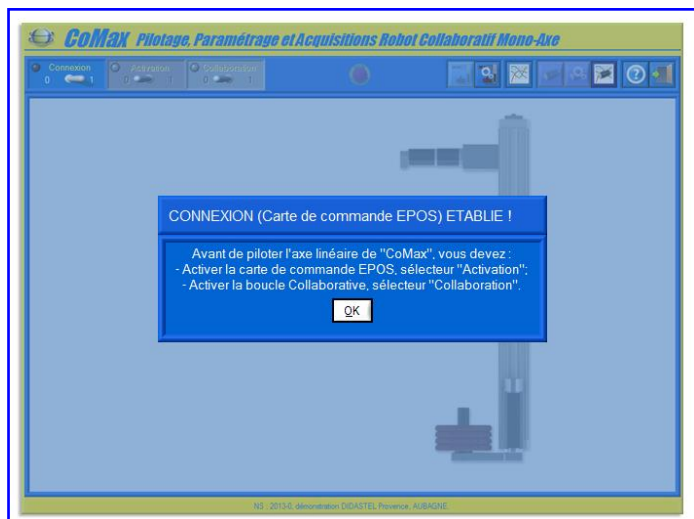 CoMax Pilotage, Paramétrage et Acquisitions Robot Collaboratif Mono-Axe
Connexion
0 1
Activation
0 1
Collaboration
0 1
CONNEXION (Carte de commande EPOS) ETABLIE !
Avant de piloter l'axe linéaire de "CoMax", vous devez :
- Activer la carte de commande EPOS, sélecteur "Activation";
- Activer la boucle Collaborative, sélecteur "Collaboration".
OK
NS : 2013-0, démonstration DIDASTEL Provence, AUBAGNE